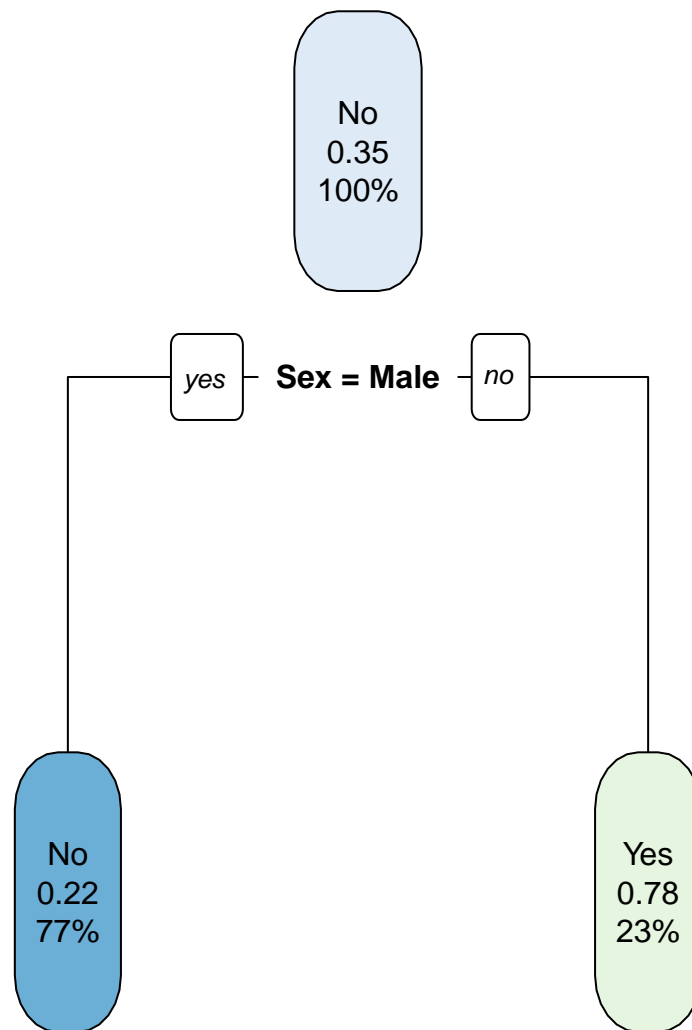 No
0.35
100%
yes Sex = Male no
No
0.22
77%
Yes
0.78
23%